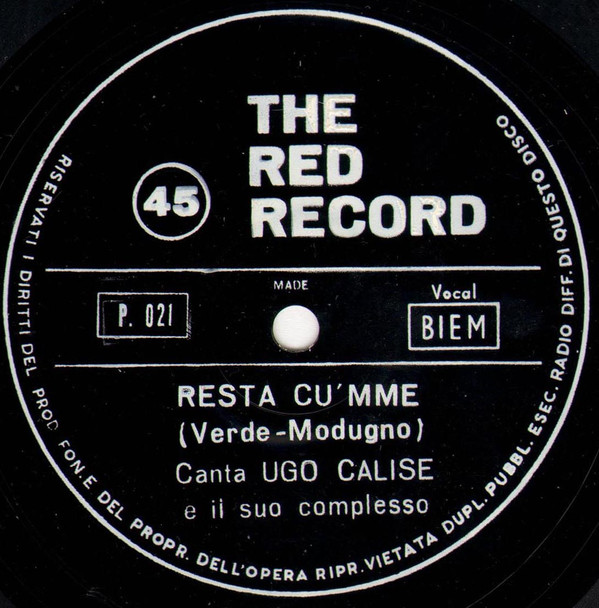 THE
RED
RECORD
45
MADE
P. 021
Vocal
BIEM
RESTA CU'MME
(Verde-Modugno)
Canta UGO CALISE
e il suo complesso
RISERVATI I DIRITTI DEL PROD FON. E DEL PROPR. DELL'OPERA RIPR. VIETATA DUPL. PUBBL. ESEC. RADIO DIFF. DI QUESTO DISCO